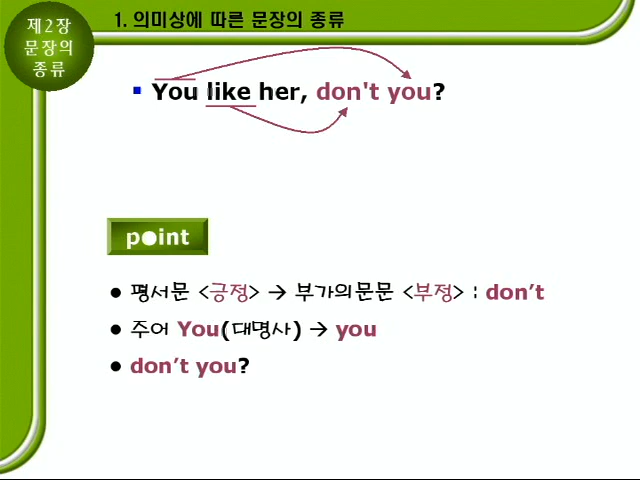 제2장
문장의
종류
1. 의미상에 따른 문장의 종류
▪ You like her, don't you?
point
● 평서문 <긍정> → 부가의문문 <부정> : don’t
● 주어 You(대명사) → you
● don’t you?